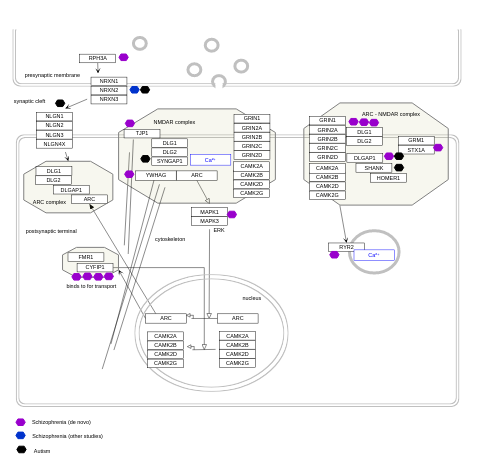 RPH3A
presynaptic membrane
NRXN1
NRXN2
NRXN3
synaptic cleft
NLGN1
NLGN2
NLGN3
NLGN4X
DLG1
DLG2
DLGAP1
ARC
ARC complex
NMDAR complex
TJP1
DLG1
DLG2
SYNGAP1
Ca²⁺
YWHAG
ARC
GRIN1
GRIN2A
GRIN2B
GRIN2C
GRIN2D
CAMK2A
CAMK2B
CAMK2D
CAMK2G
ARC - NMDAR complex
GRIN1
GRIN2A
GRIN2B
GRIN2C
GRIN2D
CAMK2A
CAMK2B
CAMK2D
CAMK2G
DLG1
DLG2
DLGAP1
SHANK
HOMER1
GRM1
STX1A
MAPK1
MAPK3
ERK
postsynaptic terminal
cytoskeleton
RYR2
Ca²⁺
FMR1
CYFIP1
binds to for transport
nucleus
ARC
ARC
CAMK2A
CAMK2B
CAMK2D
CAMK2G
CAMK2A
CAMK2B
CAMK2D
CAMK2G
Schizophrenia (de novo)
Schizophrenia (other studies)
Autism